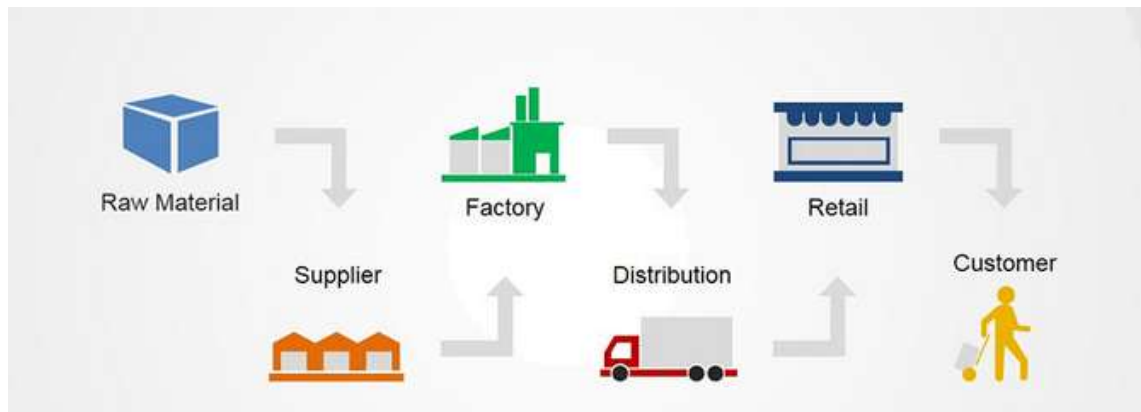 Raw Material
Supplier
Factory
Distribution
Retail
Customer